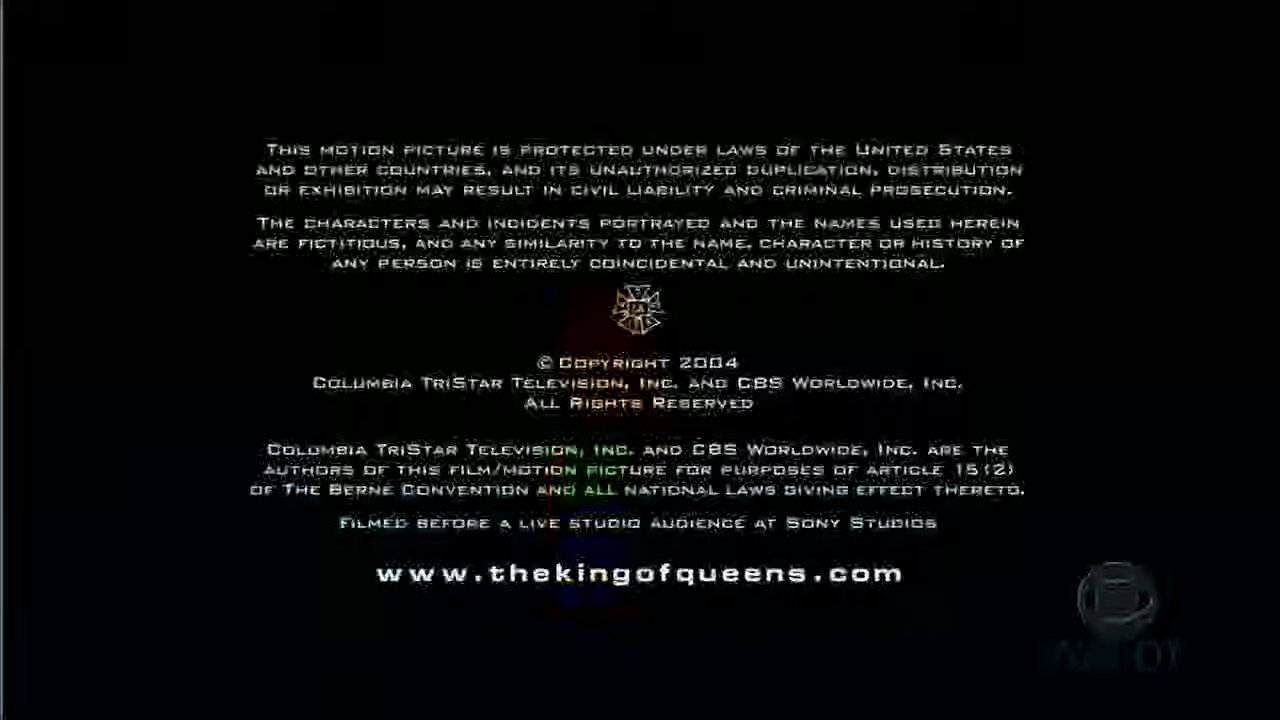 This motion picture is protected under laws of the United States
and other countries, and its unauthorized duplication, distribution
or exhibition may result in civil liability and criminal prosecution.
The characters and incidents portrayed and the names used herein
are fictitious, and any similarity to the name, character or history of
any person is entirely coincidental and unintentional.
© Copyright 2004
Columbia TriStar Television, Inc. and CBS Worldwide, Inc.
All Rights Reserved
Columbia TriStar Television, Inc. and CBS Worldwide, Inc. are the
authors of this film/motion picture for purposes of article 15(2)
of The Berne Convention and all national laws giving effect thereto.
Filmed before a live studio audience at Sony Studios
www.thekingofqueens.com